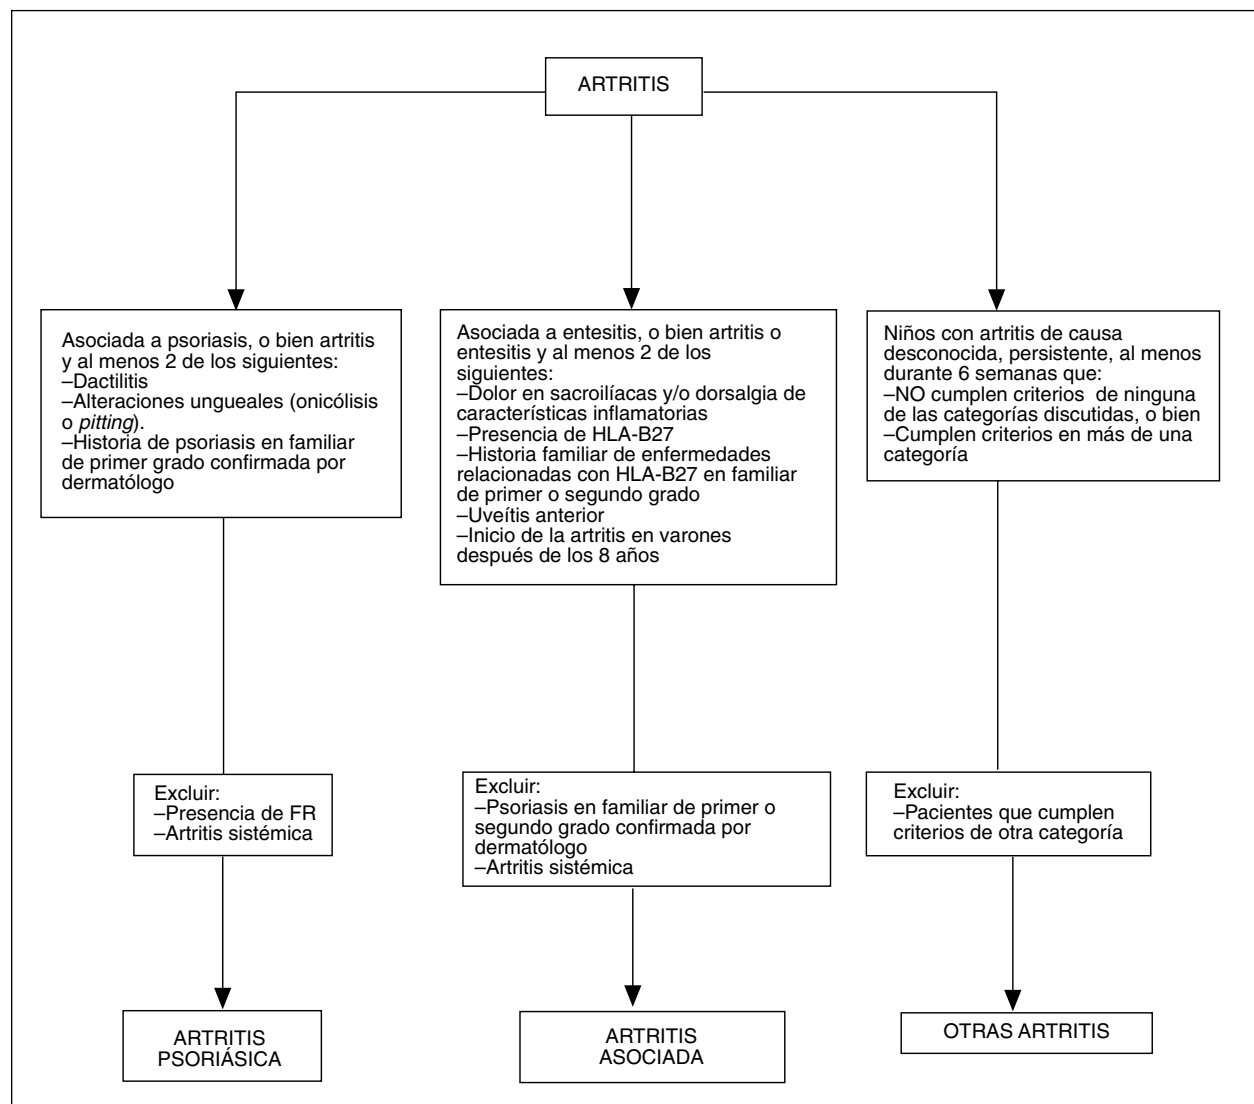 ARTRITIS
Asociada a psoriasis, o bien artritis
y al menos 2 de los siguientes:
–Dactilitis
–Alteraciones ungueales (onicólisis
o pitting).
–Historia de psoriasis en familiar
de primer grado confirmada por
dermatólogo
Asociada a entesitis, o bien artritis o
entesitis y al menos 2 de los
siguientes:
–Dolor en sacroilíacas y/o dorsalgia de
características inflamatorias
–Presencia de HLA-B27
–Historia familiar de enfermedades
relacionadas con HLA-B27 en familiar
de primer o segundo grado
–Uveítis anterior
–Inicio de la artritis en varones
después de los 8 años
Niños con artritis de causa
desconocida, persistente, al menos
durante 6 semanas que:
–NO cumplen criterios de ninguna
de las categorías discutidas, o bien
–Cumplen criterios en más de una
categoría
Excluir:
–Presencia de FR
–Artritis sistémica
Excluir:
–Psoriasis en familiar de primer o
segundo grado confirmada por
dermatólogo
–Artritis sistémica
Excluir:
–Pacientes que cumplen
criterios de otra categoría
ARTRITIS
PSORIÁSICA
ARTRITIS
ASOCIADA
OTRAS ARTRITIS